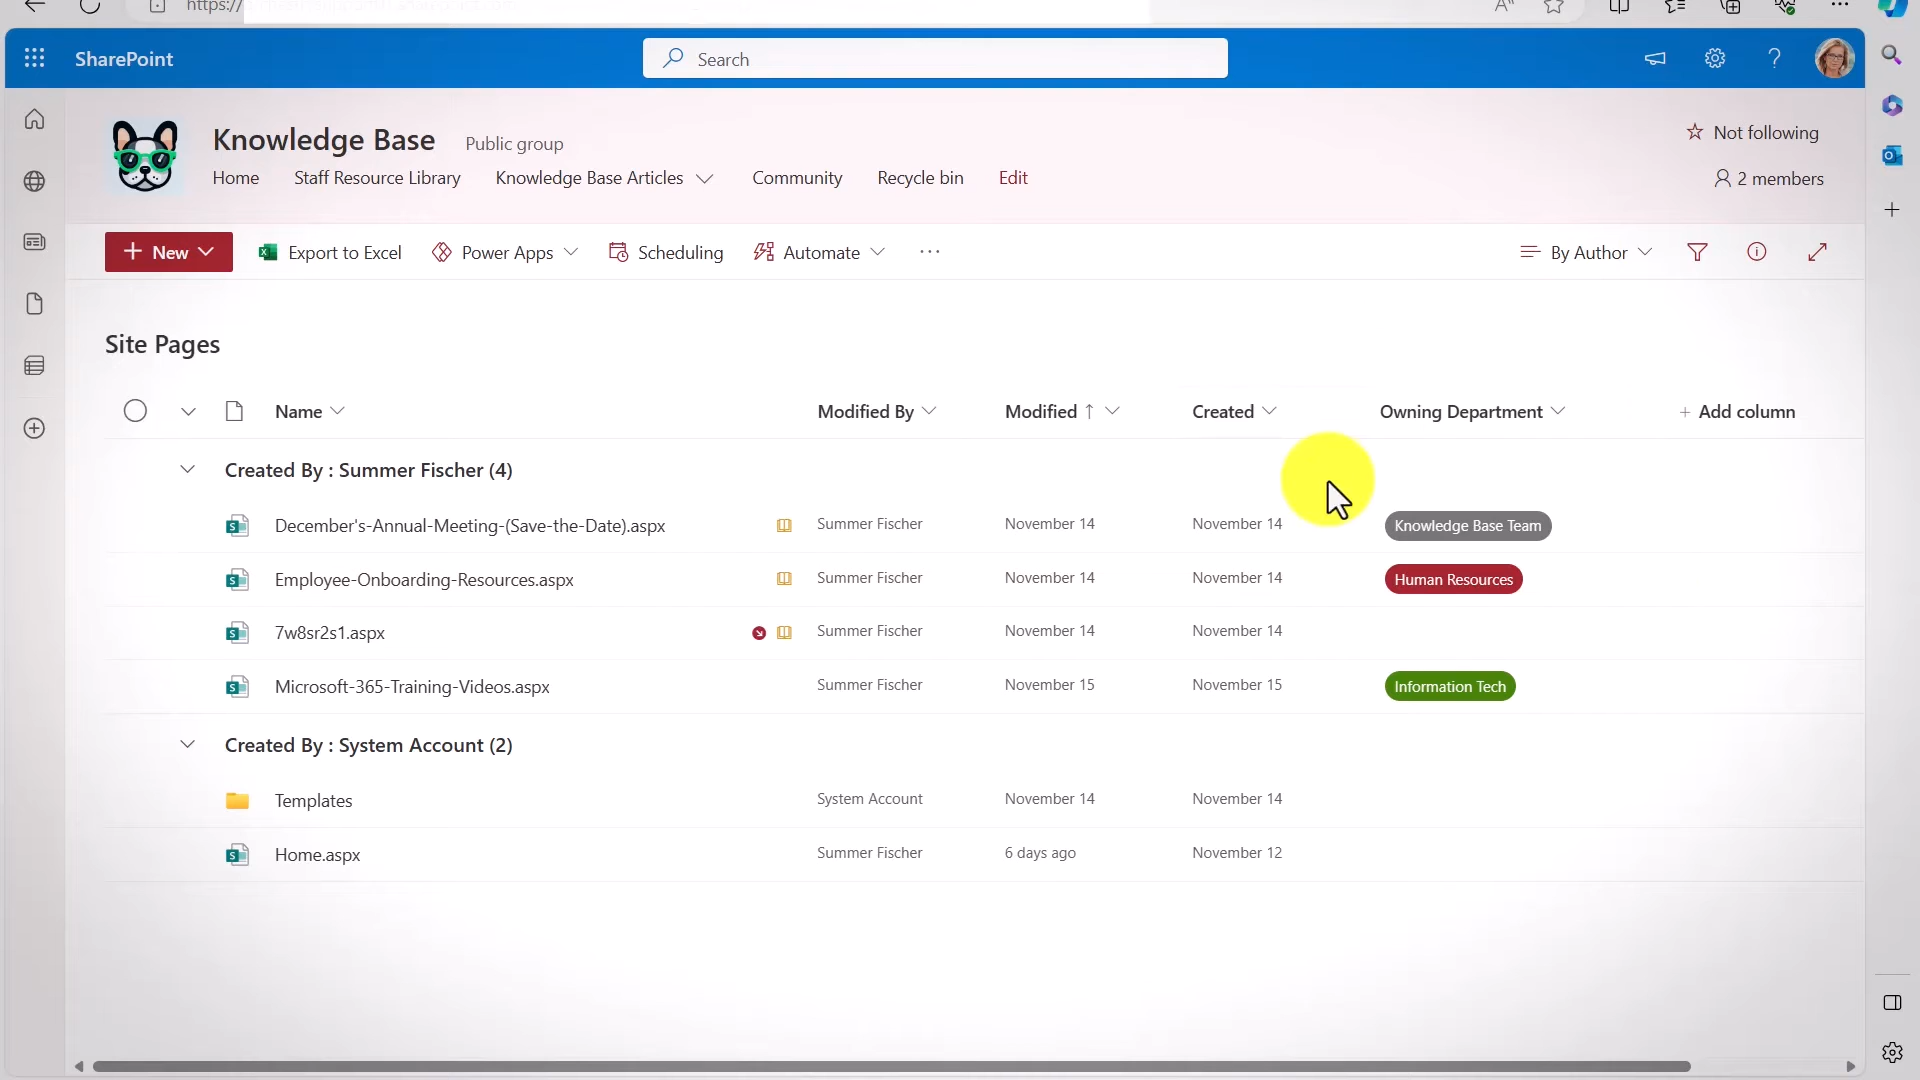 https://
SharePoint
Search
Knowledge Base
Public group
Not following
Home
Staff Resource Library
Knowledge Base Articles
Community
Recycle bin
Edit
2 members
New
Export to Excel
Power Apps
Scheduling
Automate
By Author
Site Pages
Name
Modified By
Modified ↑
Created
Owning Department
+ Add column
Created By : Summer Fischer (4)
December's-Annual-Meeting-(Save-the-Date).aspx
Summer Fischer
November 14
November 14
Knowledge Base Team
Employee-Onboarding-Resources.aspx
Summer Fischer
November 14
November 14
Human Resources
7w8sr2s1.aspx
Summer Fischer
November 14
November 14
Microsoft-365-Training-Videos.aspx
Summer Fischer
November 15
November 15
Information Tech
Created By : System Account (2)
Templates
System Account
November 14
November 14
Home.aspx
Summer Fischer
6 days ago
November 12